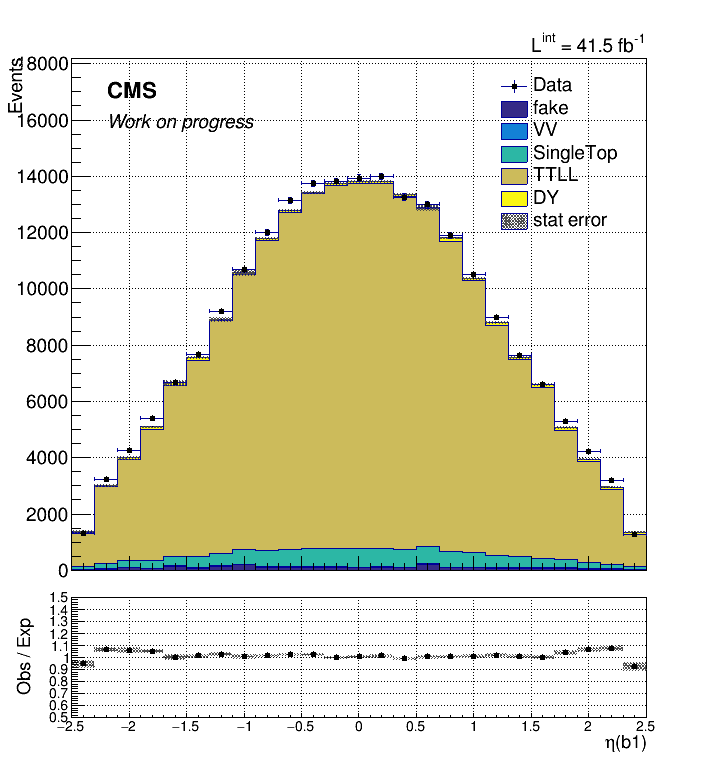 L^int = 41.5 fb^-1
Events
18000
16000
14000
12000
10000
8000
6000
4000
2000
0
CMS
Work on progress
Data
fake
VV
SingleTop
TTLL
DY
stat error
Obs / Exp
1.5
1.4
1.3
1.2
1.1
1
0.9
0.8
0.7
0.6
0.5
−2.5 −2 −1.5 −1 −0.5 0 0.5 1 1.5 2 2.5
η(b1)